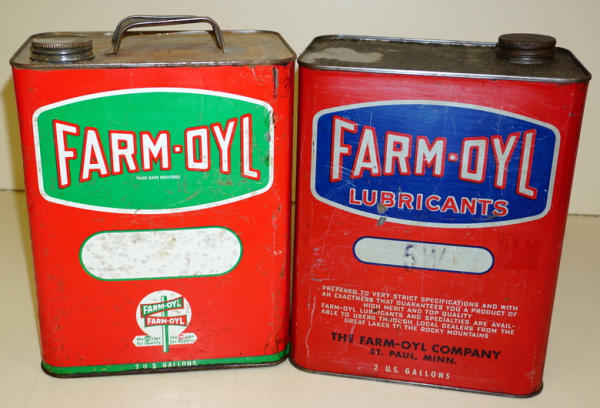 FARM-OYL
TRADE MARK REGISTERED
FARM-OYL
FARM-OYL
2 U.S. GALLONS
FARM-OYL
LUBRICANTS
5W
PREPARED TO VERY STRICT SPECIFICATIONS AND WITH
AN EXACTNESS THAT GUARANTEES YOU A PRODUCT OF
HIGH MERIT AND TOP QUALITY
FARM-OYL LUBRICANTS AND SPECIALTIES ARE AVAIL-
ABLE TO USERS THROUGH LOCAL DEALERS FROM THE
GREAT LAKES TO THE ROCKY MOUNTAINS
THE FARM-OYL COMPANY
ST. PAUL, MINN.
2 U.S. GALLONS